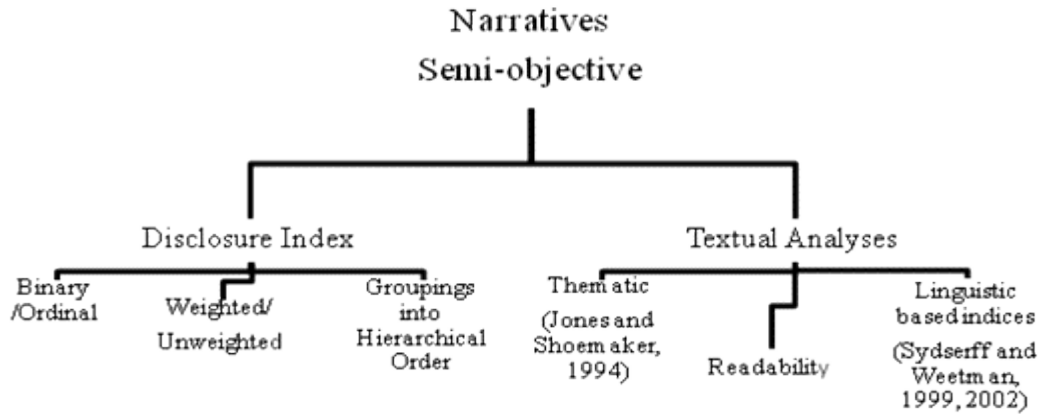 Narratives
Semi-objective
Disclosure Index
Textual Analyses
Binary
/Ordinal
Weighted/
Unweighted
Groupings
into
Hierarchical
Order
Thematic
(Jones and
Shoemaker,
1994)
Readability
Linguistic
based indices
(Sydserff and
Weetman,
1999, 2002)